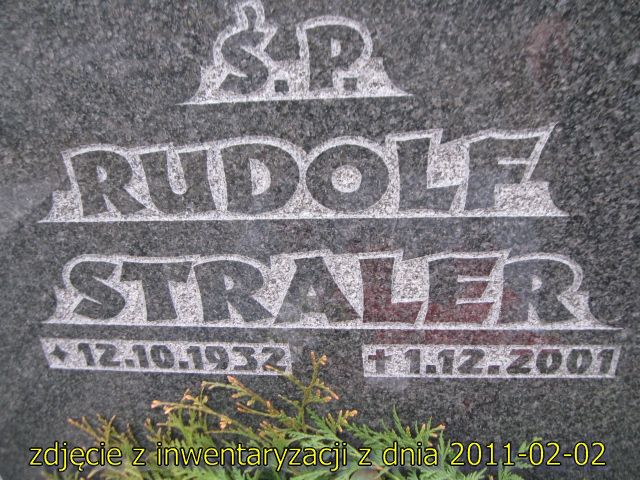 Ś.P.
RUDOLF
STRALER
✦ 12.10.1932 ✝ 1.12.2001
zdjęcie z inwentaryzacji z dnia 2011-02-02